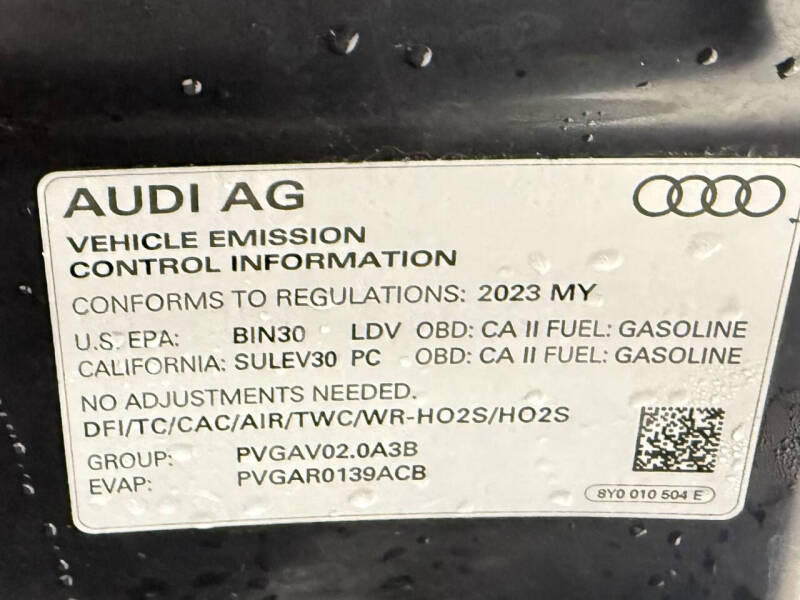 AUDI AG
VEHICLE EMISSION
CONTROL INFORMATION
CONFORMS TO REGULATIONS: 2023 MY
U.S. EPA: BIN30 LDV OBD: CA II FUEL: GASOLINE
CALIFORNIA: SULEV30 PC OBD: CA II FUEL: GASOLINE
NO ADJUSTMENTS NEEDED.
DFI/TC/CAC/AIR/TWC/WR-HO2S/HO2S
GROUP: PVGAV02.0A3B
EVAP: PVGAR0139ACB
8Y0 010 504 E